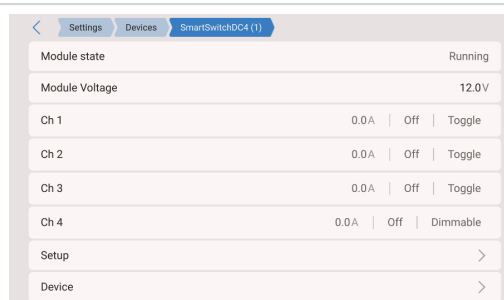 Settings Devices SmartSwitchDC4 (1)
Module state Running
Module Voltage 12.0V
Ch 1 0.0A | Off | Toggle
Ch 2 0.0A | Off | Toggle
Ch 3 0.0A | Off | Toggle
Ch 4 0.0A | Off | Dimmable
Setup
Device